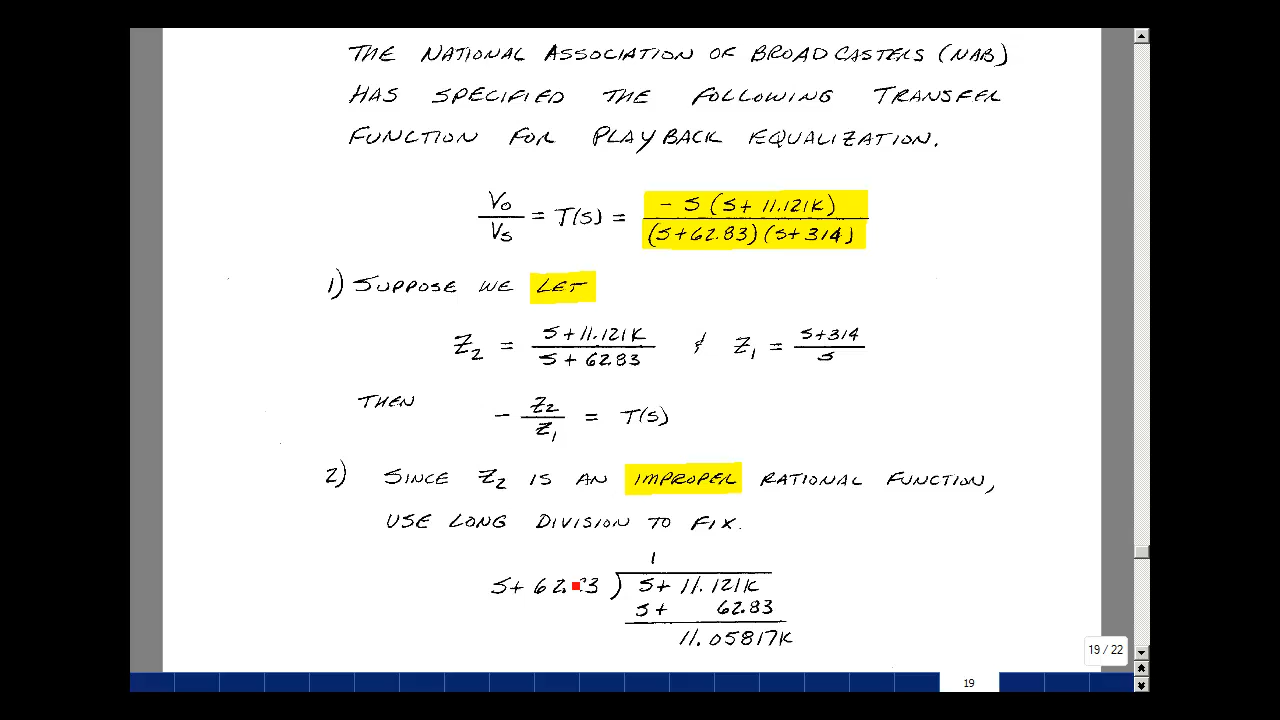 THE NATIONAL ASSOCIATION OF BROADCASTERS (NAB)
HAS SPECIFIED THE FOLLOWING TRANSFER
FUNCTION FOR PLAYBACK EQUALIZATION.
Vo/Vs = T(s) = -s(s+11.121K)/(s+62.83)(s+314)
1) SUPPOSE WE LET
Z2 = s+11.121K/s+62.83 & Z1 = s+314/s
THEN -Z2/Z1 = T(s)
2) SINCE Z2 IS AN IMPROPER RATIONAL FUNCTION,
USE LONG DIVISION TO FIX.
1
s+62.83 ) s+11.121K
s+ 62.83
11.05817K
19 / 22
19